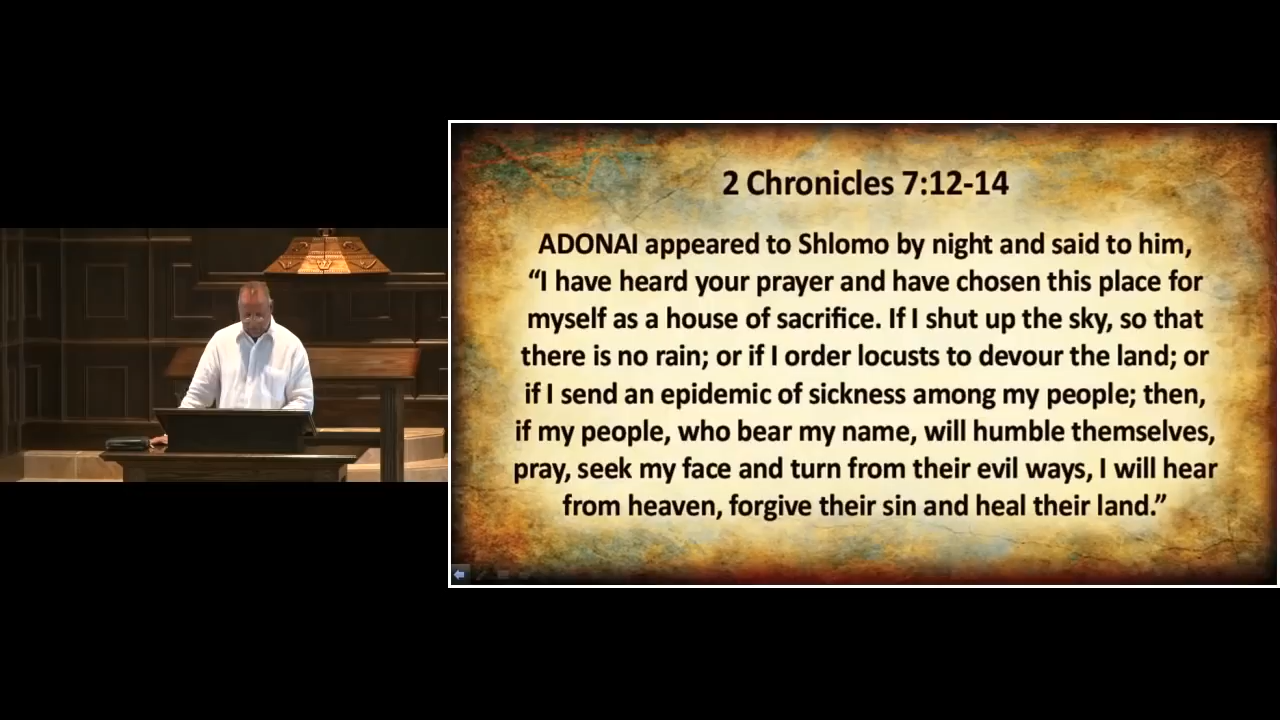 2 Chronicles 7:12-14
ADONAI appeared to Shlomo by night and said to him,
“I have heard your prayer and have chosen this place for
myself as a house of sacrifice. If I shut up the sky, so that
there is no rain; or if I order locusts to devour the land; or
if I send an epidemic of sickness among my people; then,
if my people, who bear my name, will humble themselves,
pray, seek my face and turn from their evil ways, I will hear
from heaven, forgive their sin and heal their land.”